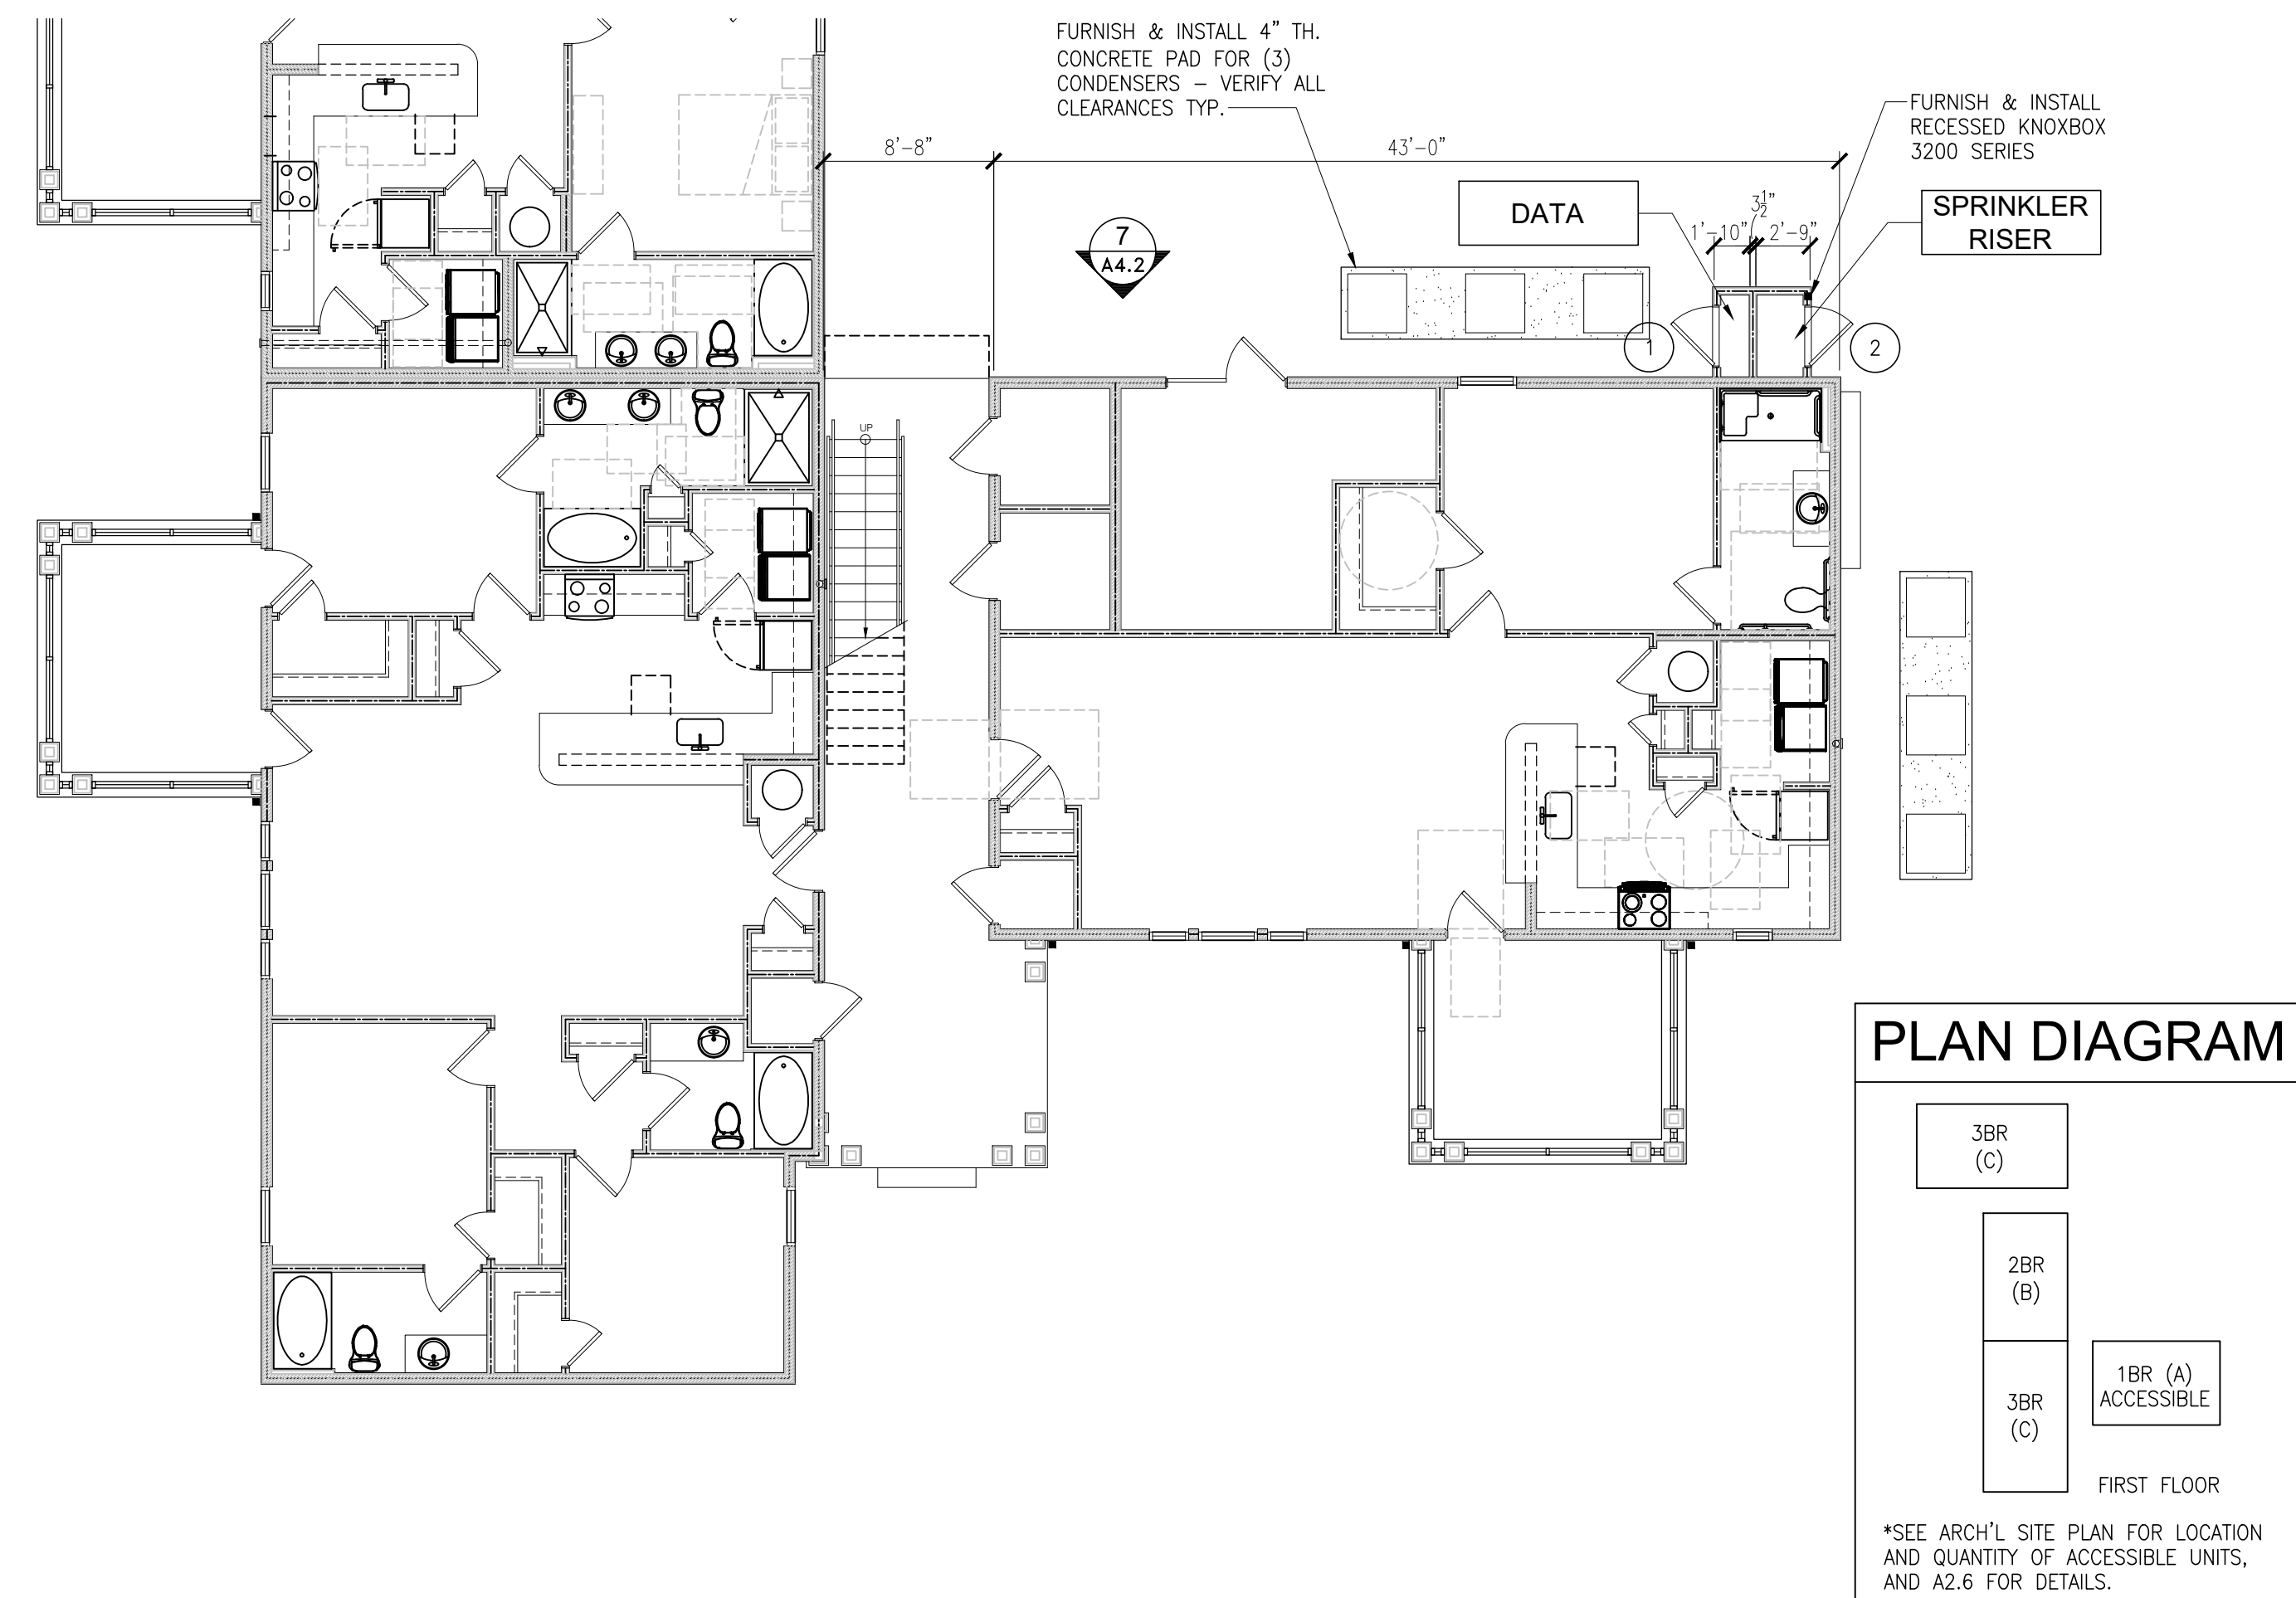 FURNISH & INSTALL 4" TH.
CONCRETE PAD FOR (3)
CONDENSERS – VERIFY ALL
CLEARANCES TYP.
FURNISH & INSTALL
RECESSED KNOXBOX
3200 SERIES
8'-8"
43'-0"
DATA
SPRINKLER
RISER
3½"
1'-10"
2'-9"
7
A4.2
1
2
UP
PLAN DIAGRAM
3BR
(C)
2BR
(B)
3BR
(C)
1BR (A)
ACCESSIBLE
FIRST FLOOR
*SEE ARCH'L SITE PLAN FOR LOCATION
AND QUANTITY OF ACCESSIBLE UNITS,
AND A2.6 FOR DETAILS.